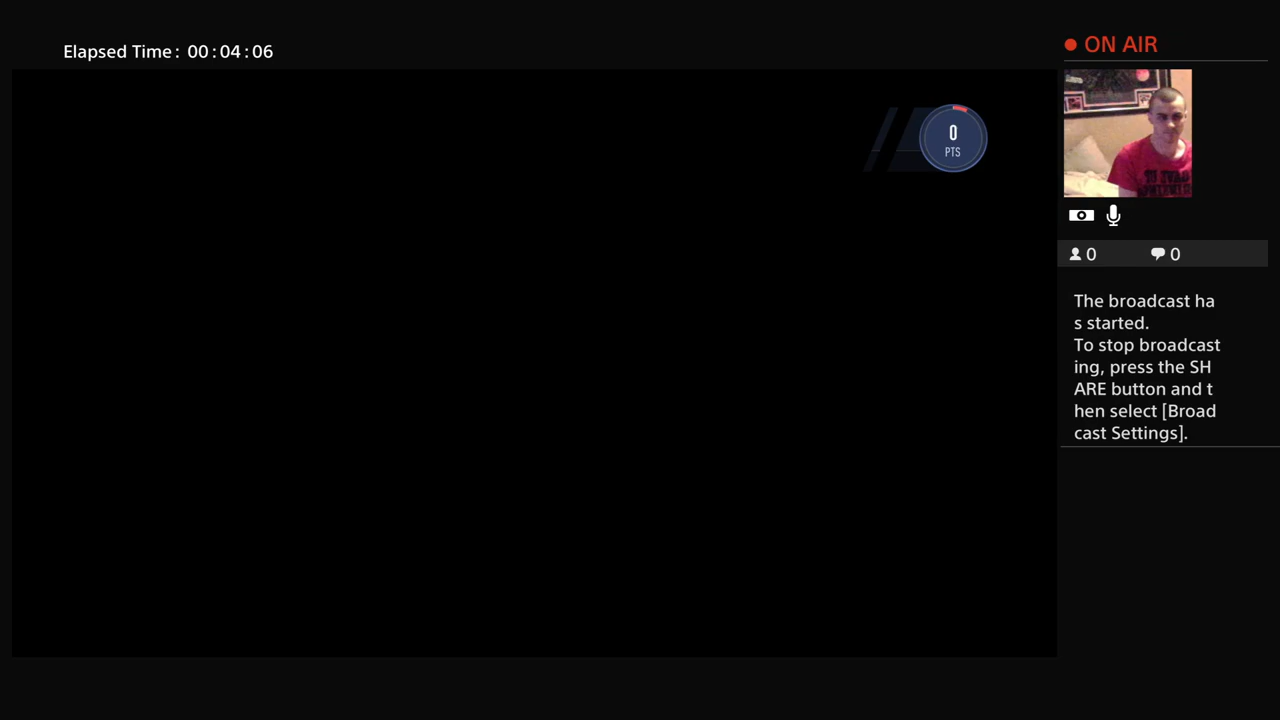 Elapsed Time: 00:04:06
ON AIR
0
PTS
0
0
The broadcast ha
s started.
To stop broadcast
ing, press the SH
ARE button and t
hen select [Broad
cast Settings].